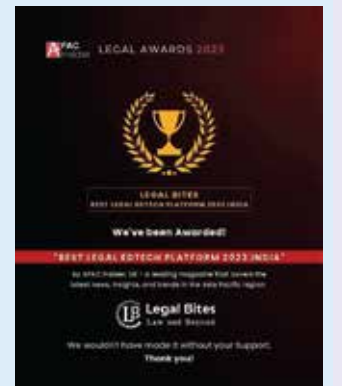 APAC
Insider
LEGAL AWARDS 2023
LEGAL BITES
BEST LEGAL EDTECH PLATFORM 2023 INDIA
We've been Awarded!
"BEST LEGAL EDTECH PLATFORM 2023 INDIA"
by APAC Insider, UK - a leading magazine that covers the
latest news, insights, and trends in the Asia Pacific region
LB
Legal Bites
Law and Beyond
We wouldn't have made it without your Support.
Thank you!